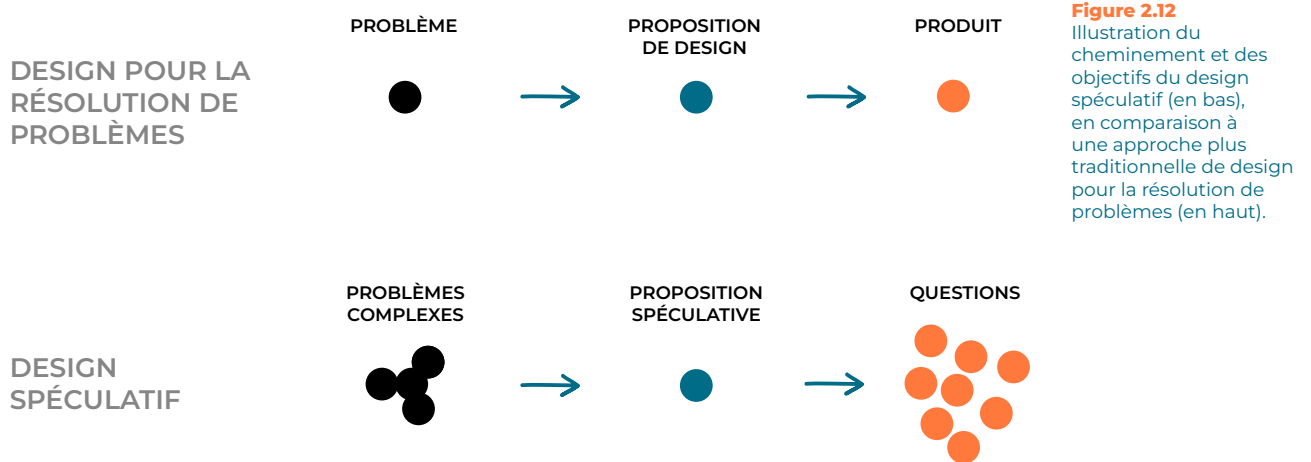 DESIGN POUR LA
RÉSOLUTION DE
PROBLÈMES
PROBLÈME
PROPOSITION
DE DESIGN
PRODUIT
Figure 2.12
Illustration du
cheminement et des
objectifs du design
spéculatif (en bas),
en comparaison à
une approche plus
traditionnelle de design
pour la résolution de
problèmes (en haut).
DESIGN
SPÉCULATIF
PROBLÈMES
COMPLEXES
PROPOSITION
SPÉCULATIVE
QUESTIONS